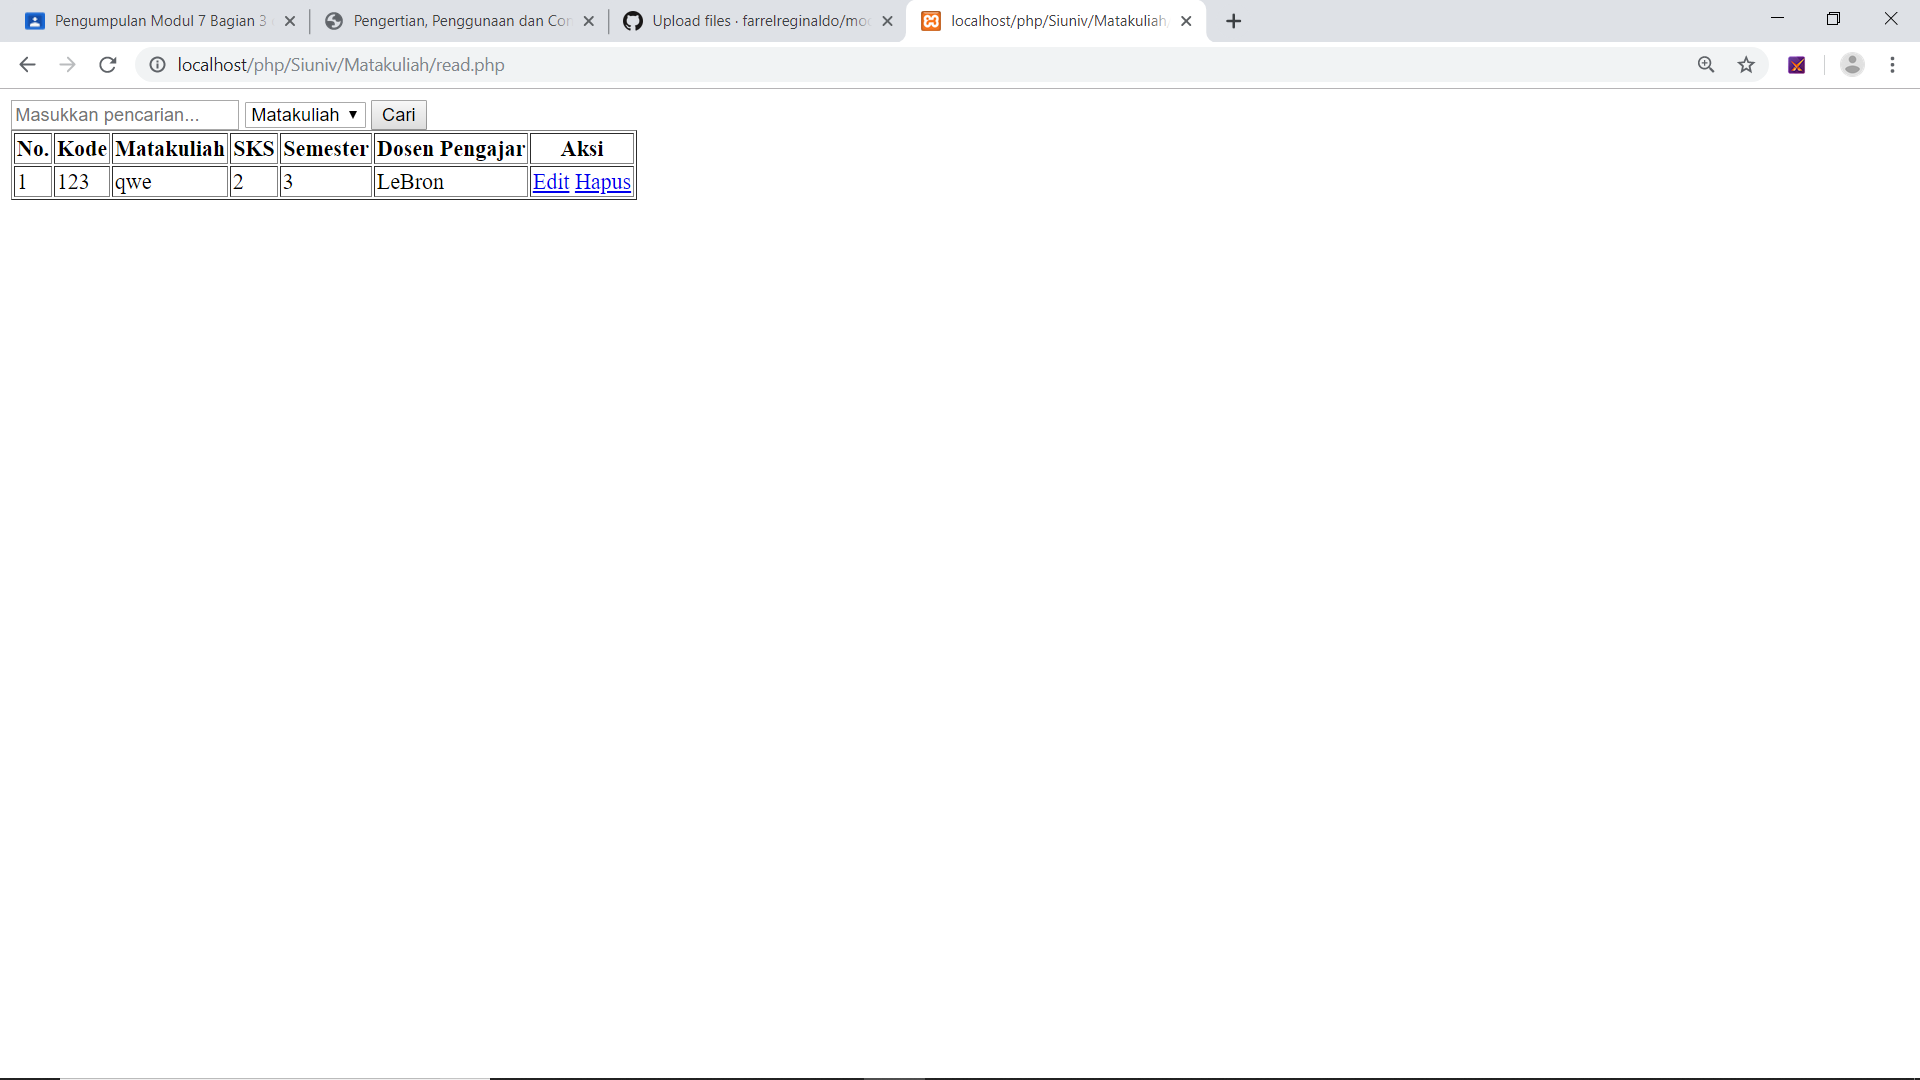 Pengumpulan Modul 7 Bagian 3
Pengertian, Penggunaan dan Con
Upload files · farrelreginaldo/mod
localhost/php/Siuniv/Matakuliah/
localhost/php/Siuniv/Matakuliah/read.php
Masukkan pencarian... Matakuliah Cari
No. Kode Matakuliah SKS Semester Dosen Pengajar Aksi
1 123 qwe 2 3 LeBron Edit Hapus